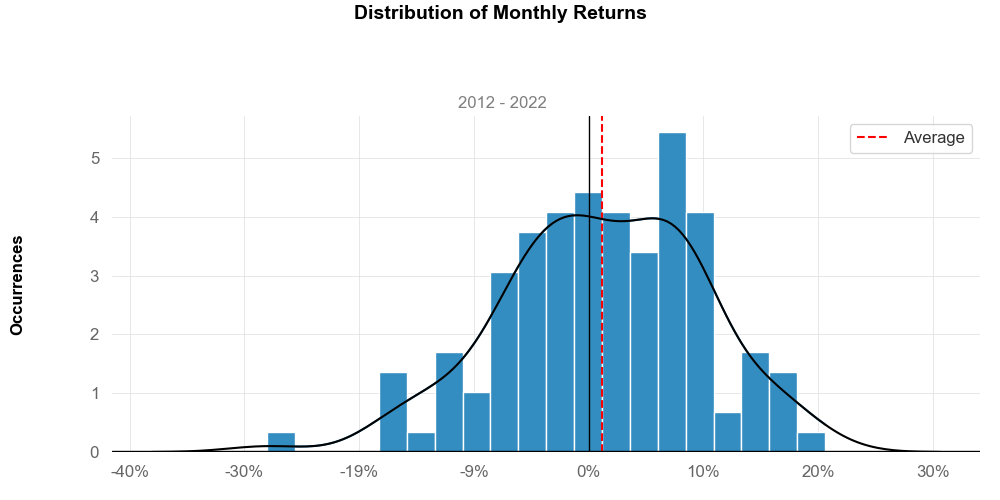 Distribution of Monthly Returns
2012 - 2022
Average
Occurrences
5
4
3
2
1
0
-40% -30% -19% -9% 0% 10% 20% 30%